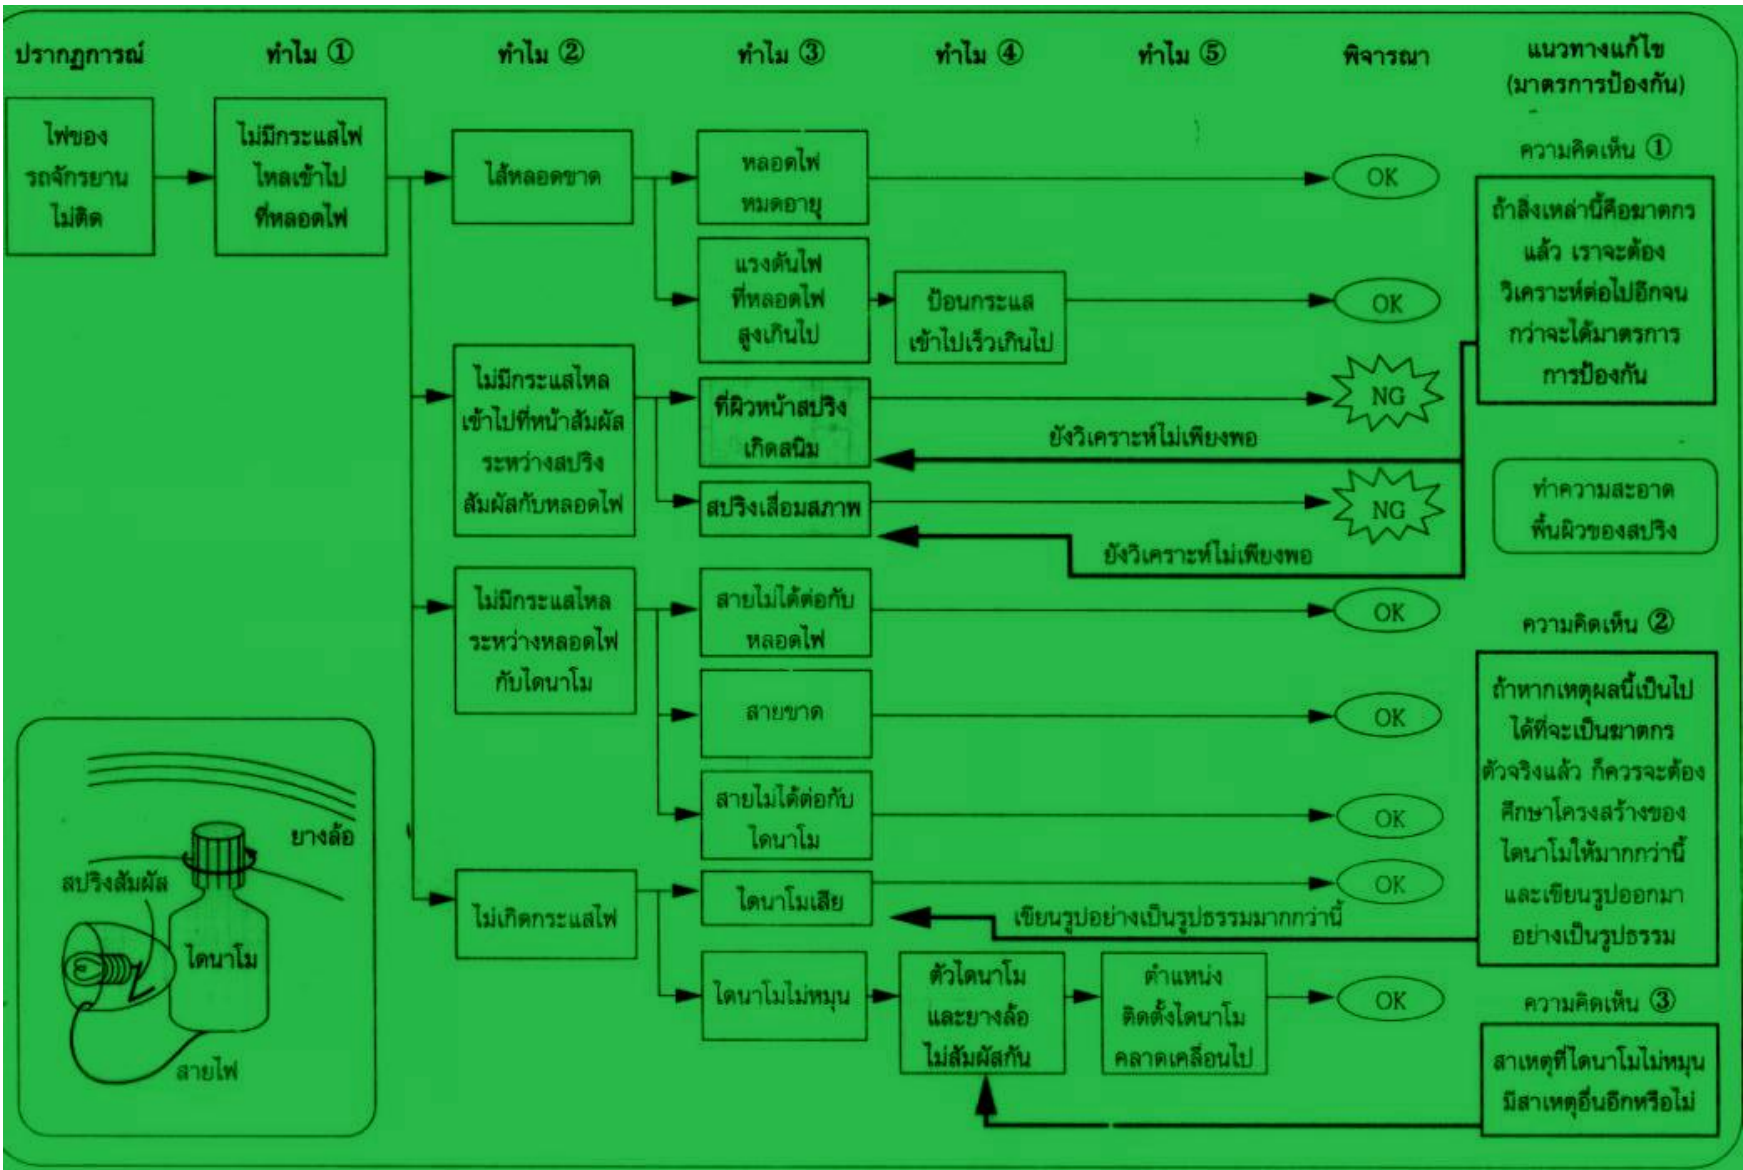 ปรากฏการณ์
ทำไม ①
ทำไม ②
ทำไม ③
ทำไม ④
ทำไม ⑤
พิจารณา
แนวทางแก้ไข
(มาตรการป้องกัน)
ไฟของ
รถจักรยาน
ไม่ติด
ไม่มีกระแสไฟ
ไหลเข้าไป
ที่หลอดไฟ
ไส้หลอดขาด
หลอดไฟ
หมดอายุ
OK
แรงดันไฟ
ที่หลอดไฟ
สูงเกินไป
ป้อนกระแส
เข้าไปเร็วเกินไป
OK
ไม่มีกระแสไหล
เข้าไปที่หน้าสัมผัส
ระหว่างสปริง
สัมผัสกับหลอดไฟ
ที่ผิวหน้าสปริง
เกิดสนิม
NG
ยังวิเคราะห์ไม่เพียงพอ
สปริงเสื่อมสภาพ
NG
ยังวิเคราะห์ไม่เพียงพอ
ไม่มีกระแสไหล
ระหว่างหลอดไฟ
กับไดนาโม
สายไม่ได้ต่อกับ
หลอดไฟ
OK
สายขาด
OK
สายไม่ได้ต่อกับ
ไดนาโม
OK
ไม่เกิดกระแสไฟ
ไดนาโมเสีย
OK
เขียนรูปอย่างเป็นรูปธรรมมากกว่านี้
ไดนาโมไม่หมุน
ตัวไดนาโม
และยางล้อ
ไม่สัมผัสกัน
ตำแหน่ง
ติดตั้งไดนาโม
คลาดเคลื่อนไป
OK
ความคิดเห็น ①
ถ้าสิ่งเหล่านี้คือฆาตกร
แล้ว เราจะต้อง
วิเคราะห์ต่อไปอีกจน
กว่าจะได้มาตรการ
การป้องกัน
ทำความสะอาด
พื้นผิวของสปริง
ความคิดเห็น ②
ถ้าหากเหตุผลนี้เป็นไป
ได้ที่จะเป็นฆาตกร
ตัวจริงแล้ว ก็ควรจะต้อง
ศึกษาโครงสร้างของ
ไดนาโมให้มากกว่านี้
และเขียนรูปออกมา
อย่างเป็นรูปธรรม
ความคิดเห็น ③
สาเหตุที่ไดนาโมไม่หมุน
มีสาเหตุอื่นอีกหรือไม่
ยางล้อ
สปริงสัมผัส
ไดนาโม
สายไฟ